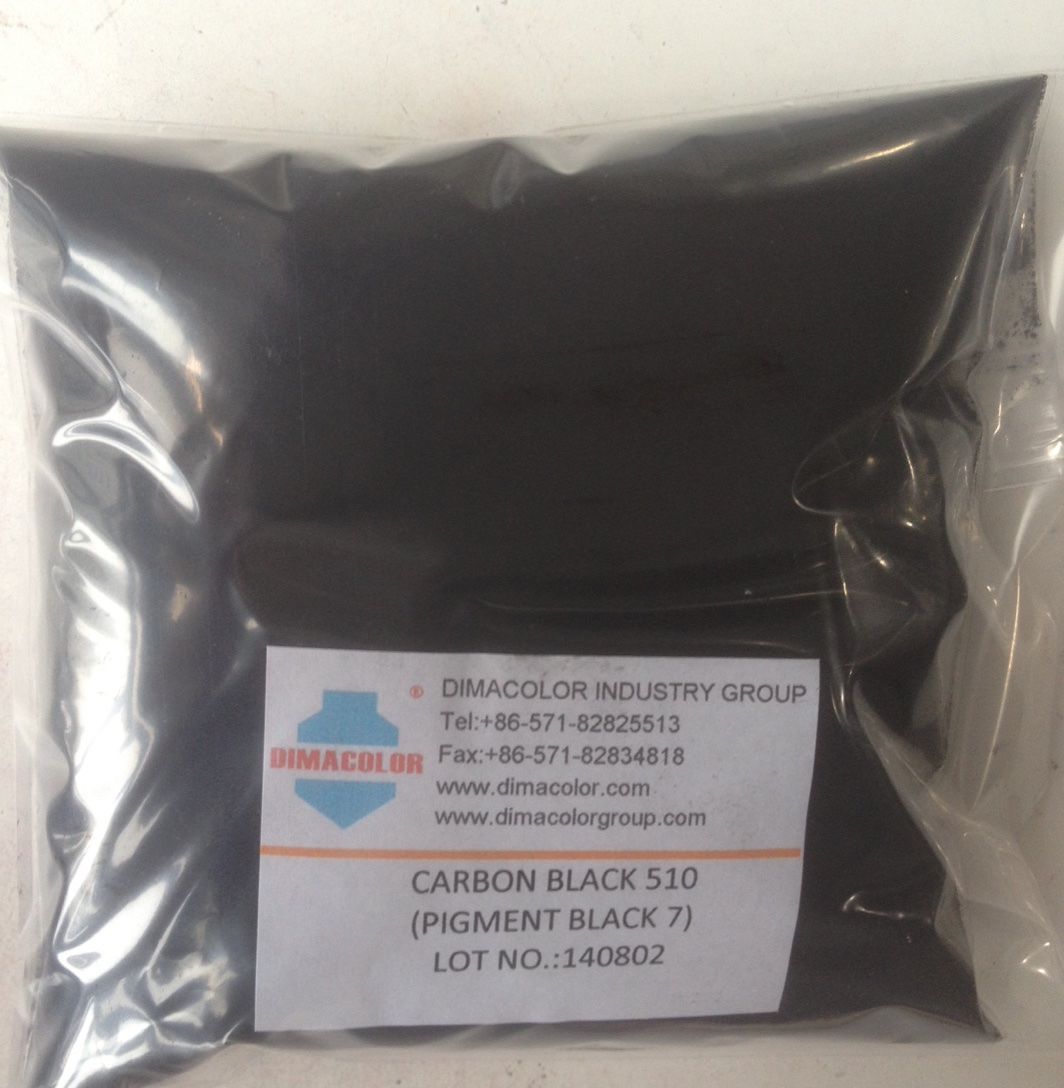 ® DIMACOLOR INDUSTRY GROUP
Tel:+86-571-82825513
DIMACOLOR
Fax:+86-571-82834818
www.dimacolor.com
www.dimacolorgroup.com
CARBON BLACK 510
(PIGMENT BLACK 7)
LOT NO.:140802